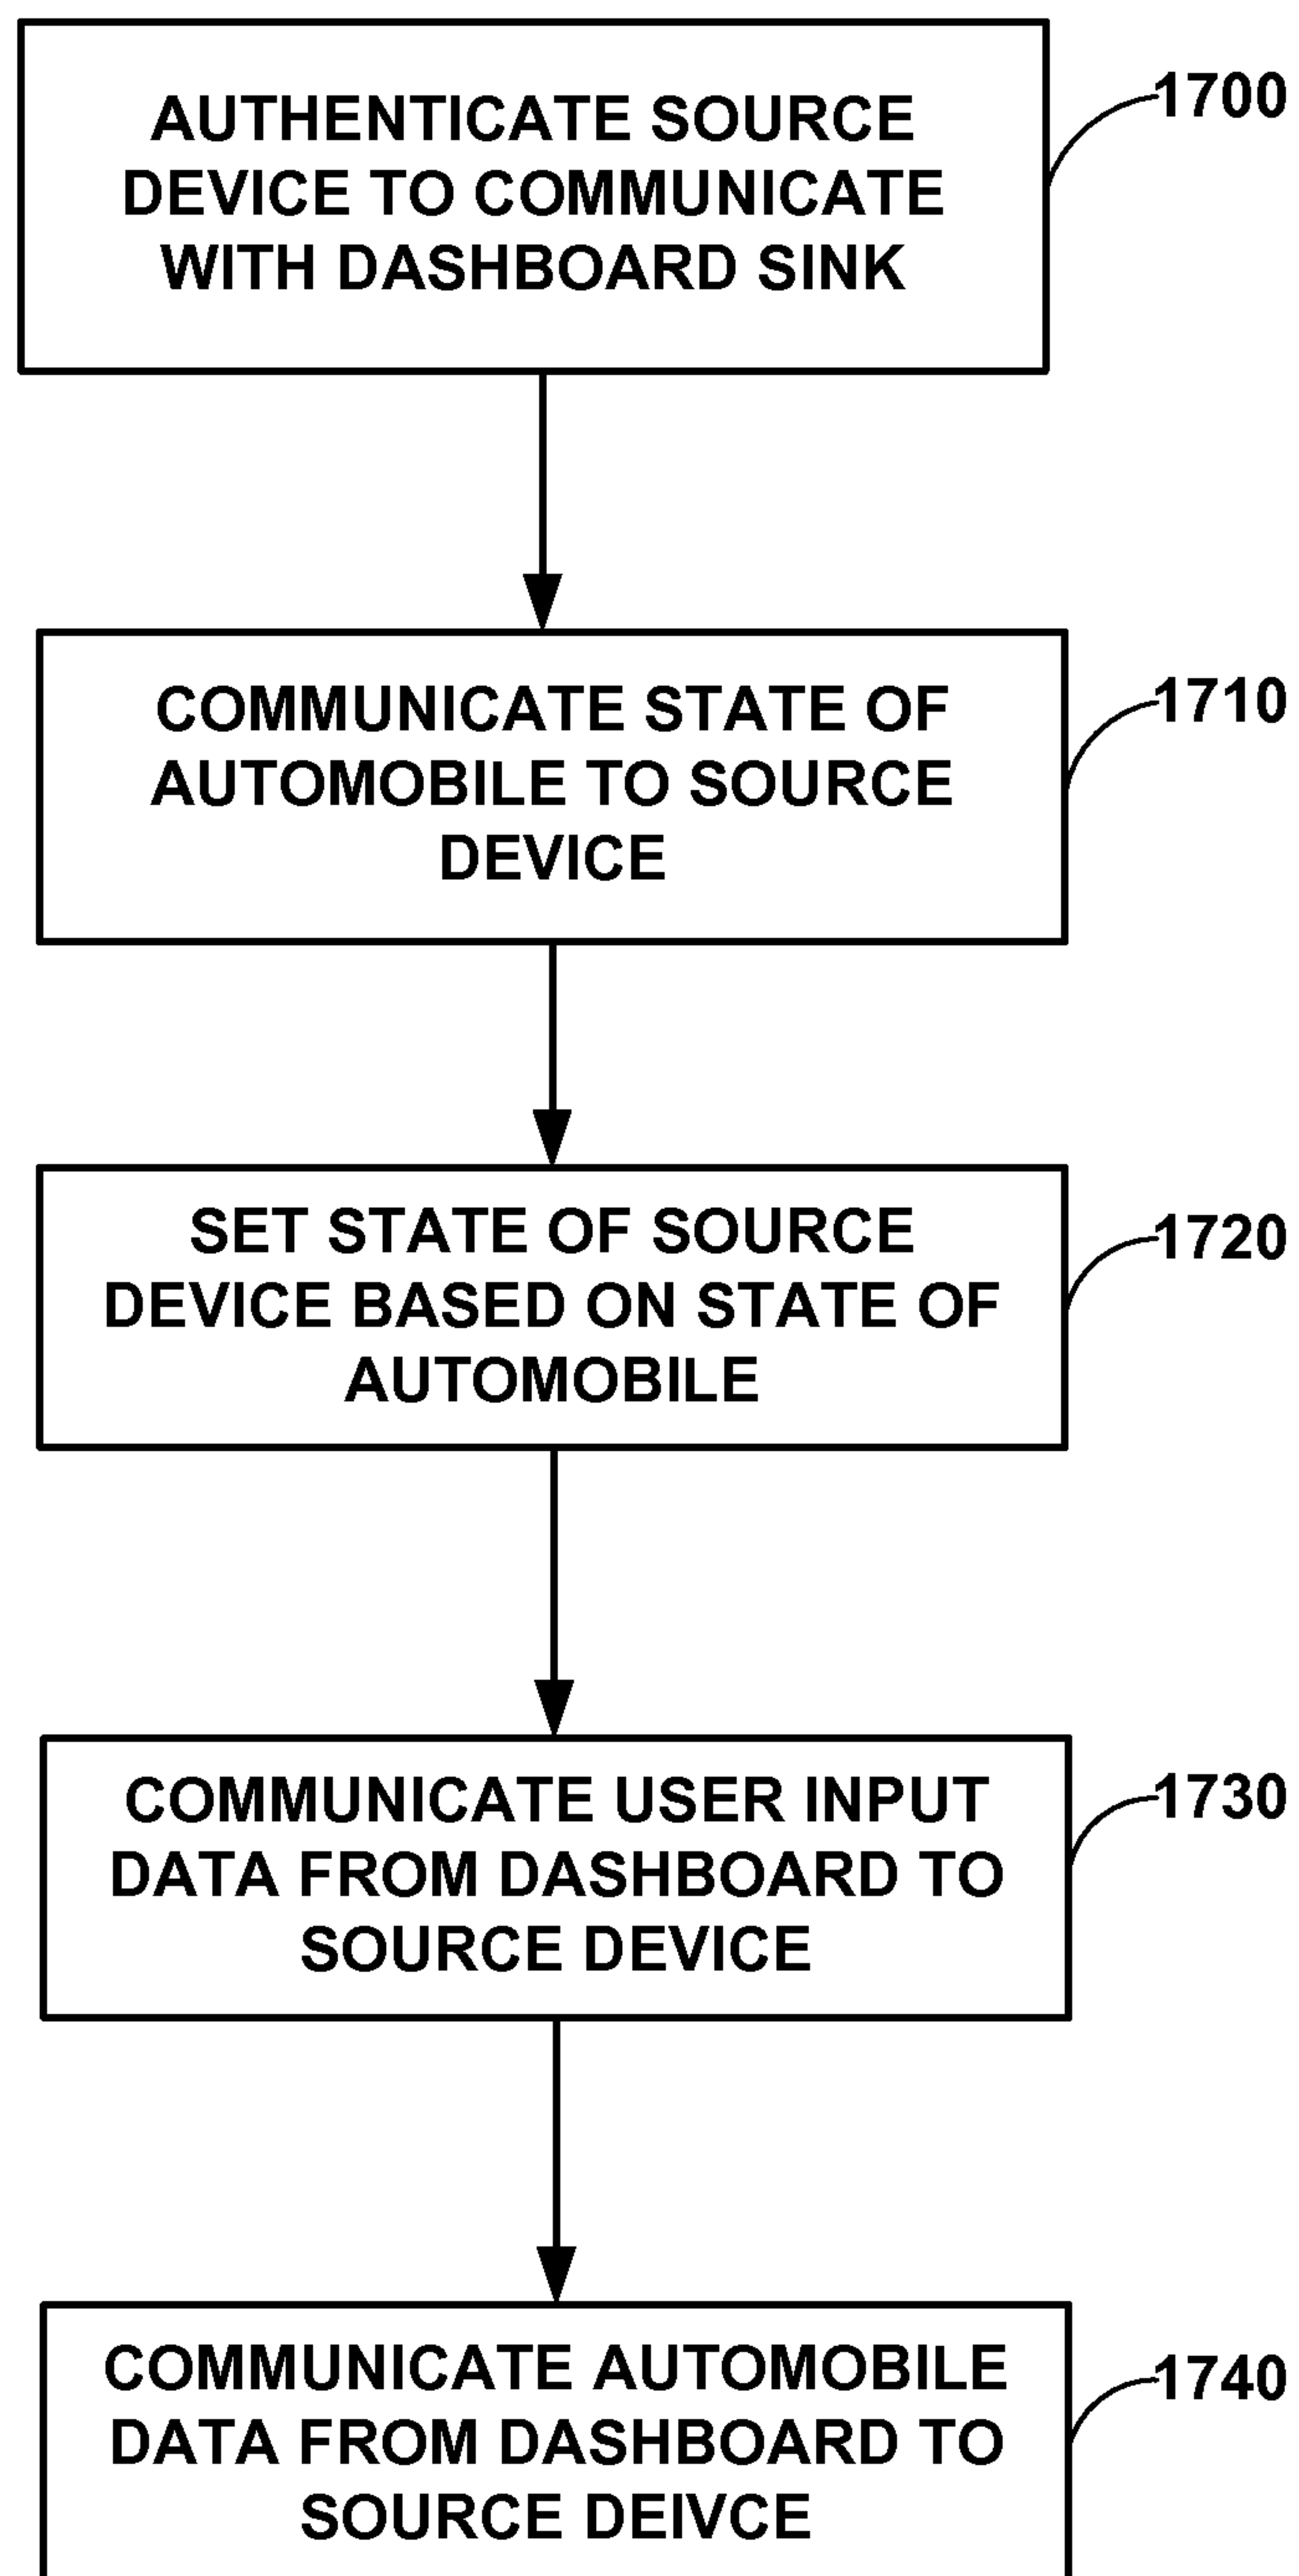 AUTHENTICATE SOURCE
DEVICE TO COMMUNICATE
WITH DASHBOARD SINK
1700
COMMUNICATE STATE OF
AUTOMOBILE TO SOURCE
DEVICE
1710
SET STATE OF SOURCE
DEVICE BASED ON STATE OF
AUTOMOBILE
1720
COMMUNICATE USER INPUT
DATA FROM DASHBOARD TO
SOURCE DEVICE
1730
COMMUNICATE AUTOMOBILE
DATA FROM DASHBOARD TO
SOURCE DEIVCE
1740